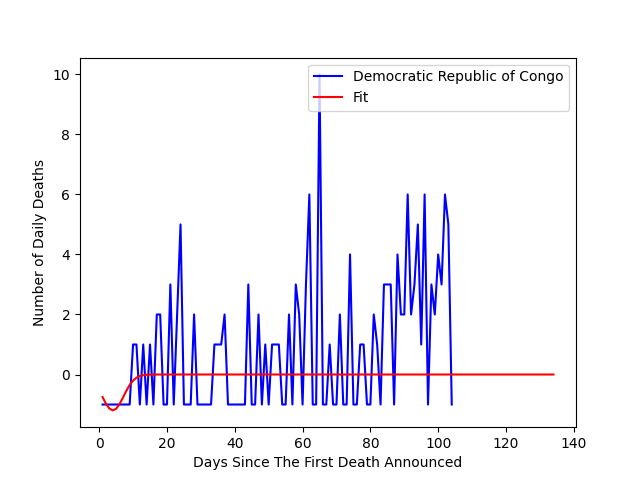 Democratic Republic of Congo
Fit
Number of Daily Deaths
10
8
6
4
2
0
0 20 40 60 80 100 120 140
Days Since The First Death Announced